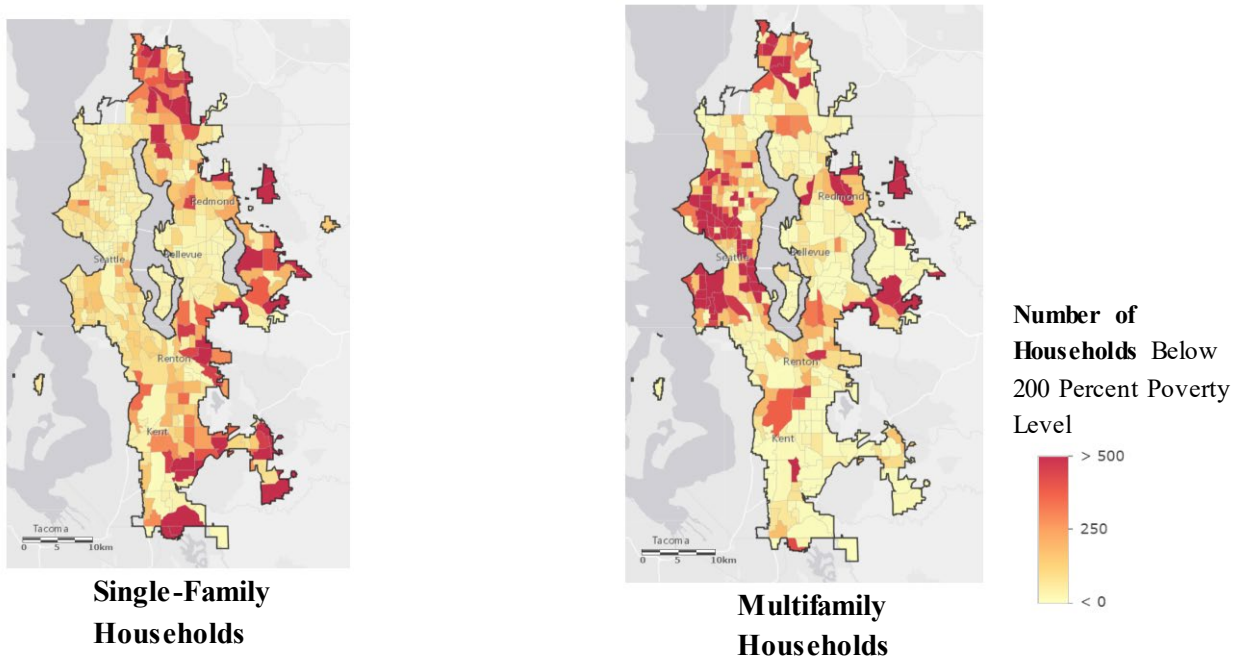 Redmond
Seattle
Bellevue
Renton
Kent
Tacoma
0 5 10km
Single-Family
Households
Redmond
Seattle
Bellevue
Renton
Kent
Tacoma
0 5 10km
Multifamily
Households
Number of
Households Below
200 Percent Poverty
Level
> 500
250
< 0